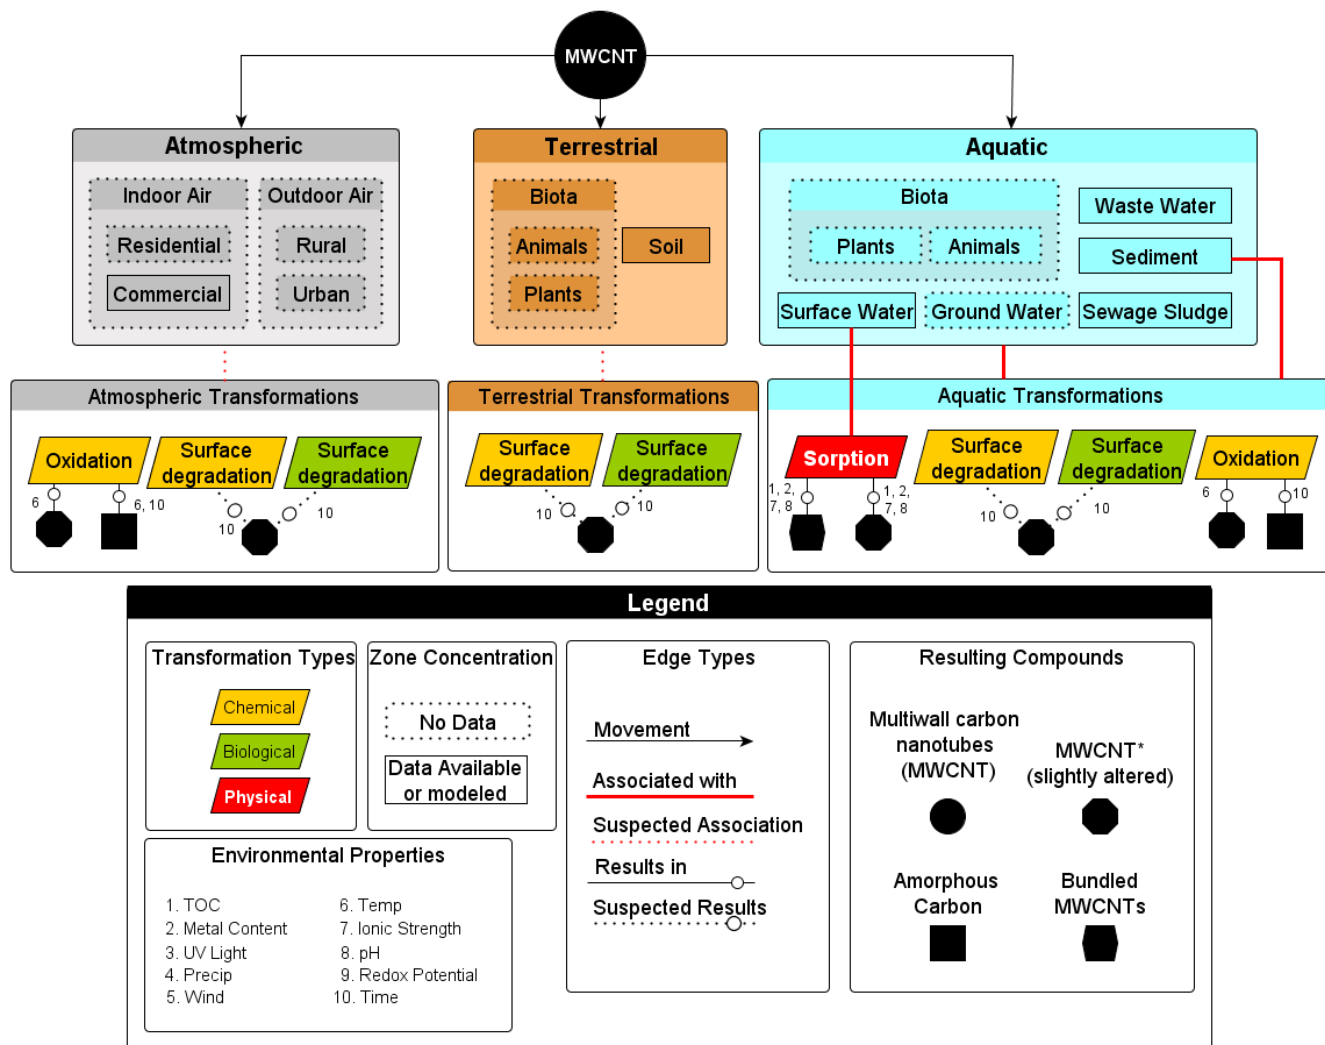 MWCNT
Atmospheric
Terrestrial
Aquatic
Indoor Air
Outdoor Air
Residential
Rural
Commercial
Urban
Biota
Animals
Soil
Plants
Biota
Plants
Animals
Waste Water
Sediment
Surface Water
Ground Water
Sewage Sludge
Atmospheric Transformations
Oxidation
Surface
degradation
Surface
degradation
6
6, 10
10
10
Terrestrial Transformations
Surface
degradation
Surface
degradation
10
10
Aquatic Transformations
Sorption
Surface
degradation
Surface
degradation
Oxidation
1, 2,
7, 8
1, 2,
7, 8
10
10
6
10
Legend
Transformation Types
Chemical
Biological
Physical
Zone Concentration
No Data
Data Available
or modeled
Edge Types
Movement
Associated with
Suspected Association
Results in
Suspected Results
Resulting Compounds
Multiwall carbon
nanotubes
(MWCNT)
MWCNT*
(slightly altered)
Amorphous
Carbon
Bundled
MWCNTs
Environmental Properties
1. TOC
2. Metal Content
3. UV Light
4. Precip
5. Wind
6. Temp
7. Ionic Strength
8. pH
9. Redox Potential
10. Time